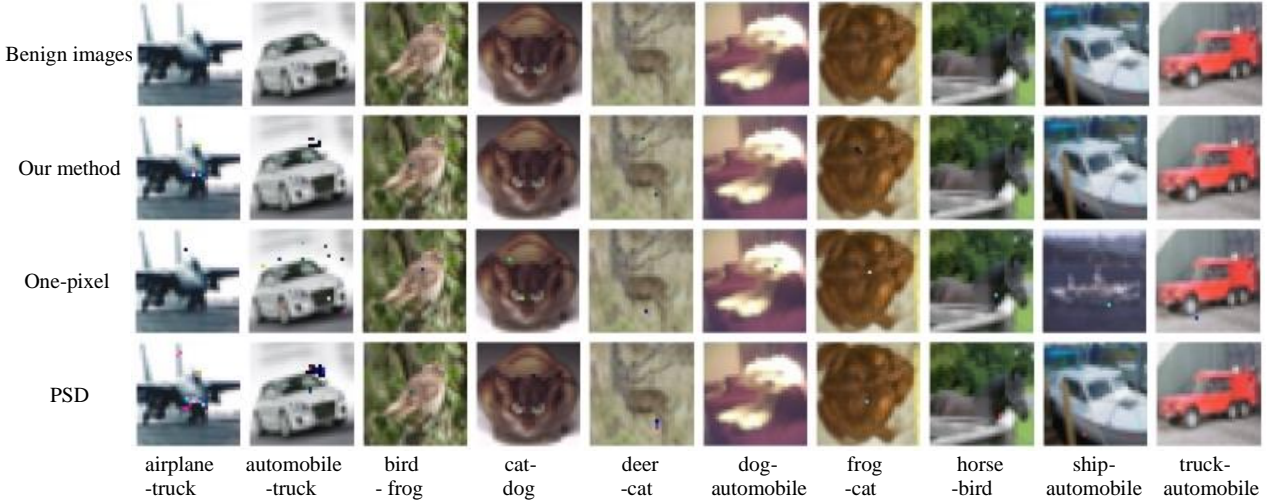 Benign images
Our method
One-pixel
PSD
airplane automobile bird cat- deer dog- frog horse ship- truck-
-truck -truck - frog dog -cat automobile -cat -bird automobile automobile